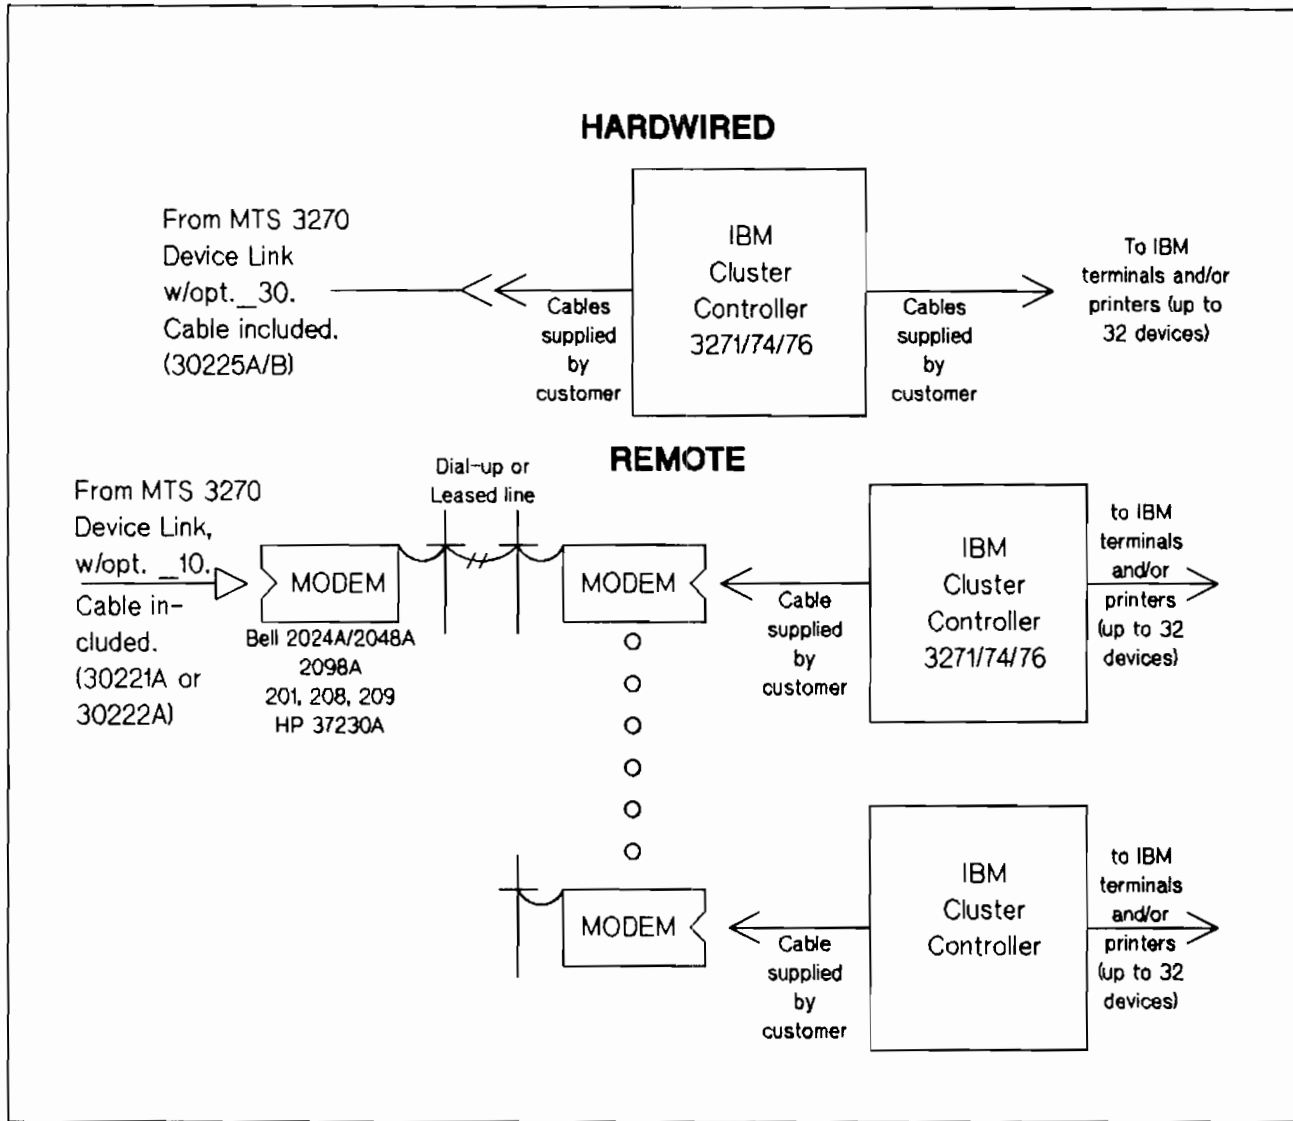 HARDWIRED
From MTS 3270
Device Link
w/opt._30.
Cable included.
(30225A/B)
Cables
supplied
by
customer
IBM
Cluster
Controller
3271/74/76
Cables
supplied
by
customer
To IBM
terminals and/or
printers (up to
32 devices)
REMOTE
From MTS 3270
Device Link,
w/opt. _10.
Cable in-
cluded.
(30221A or
30222A)
MODEM
Bell 2024A/2048A
2098A
201, 208, 209
HP 37230A
Dial-up or
Leased line
MODEM
Cable
supplied
by
customer
IBM
Cluster
Controller
3271/74/76
to IBM
terminals
and/or
printers
(up to 32
devices)
MODEM
Cable
supplied
by
customer
IBM
Cluster
Controller
to IBM
terminals
and/or
printers
(up to 32
devices)